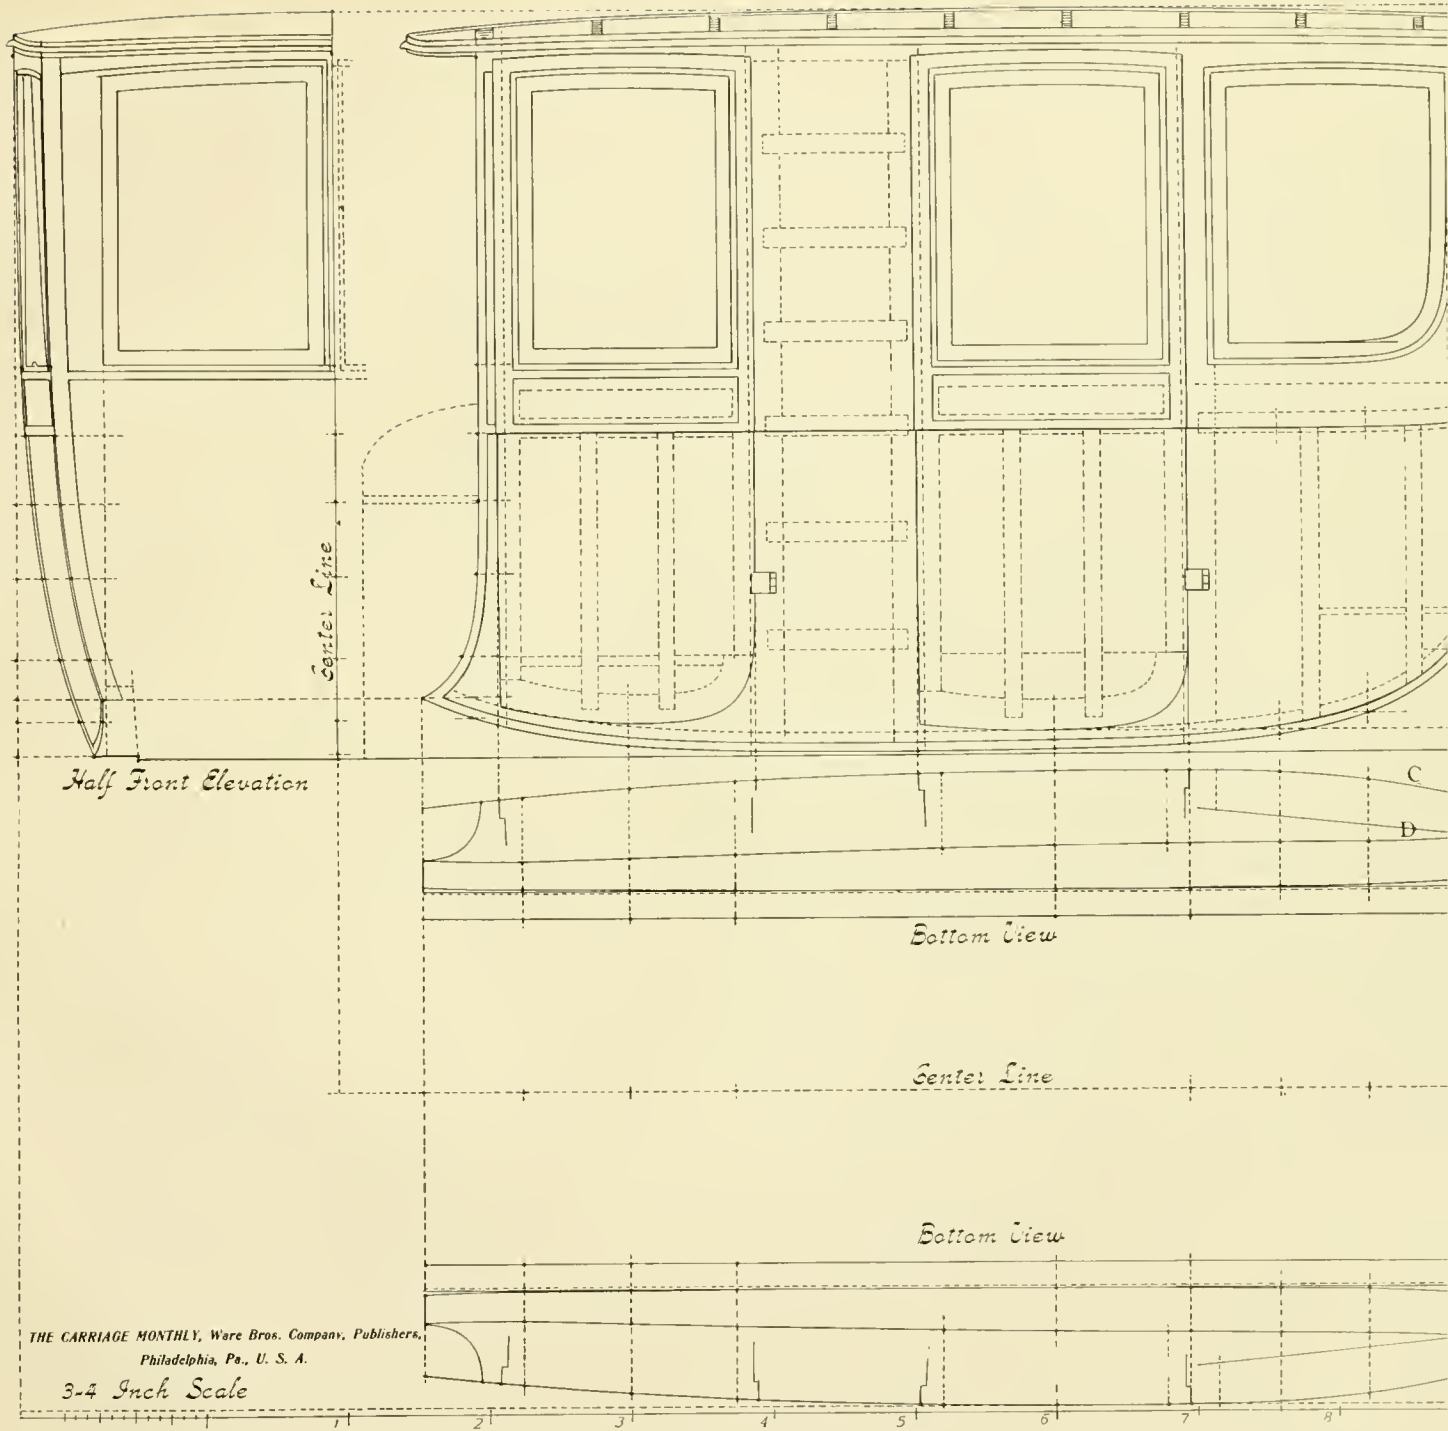 C
D
Center Line
Half Front Elevation
Bottom View
Center Line
Bottom View
THE CARRIAGE MONTHLY, Ware Bros. Company, Publishers,
Philadelphia, Pa., U. S. A.
3-4 Inch Scale
1 2 3 4 5 6 7 8